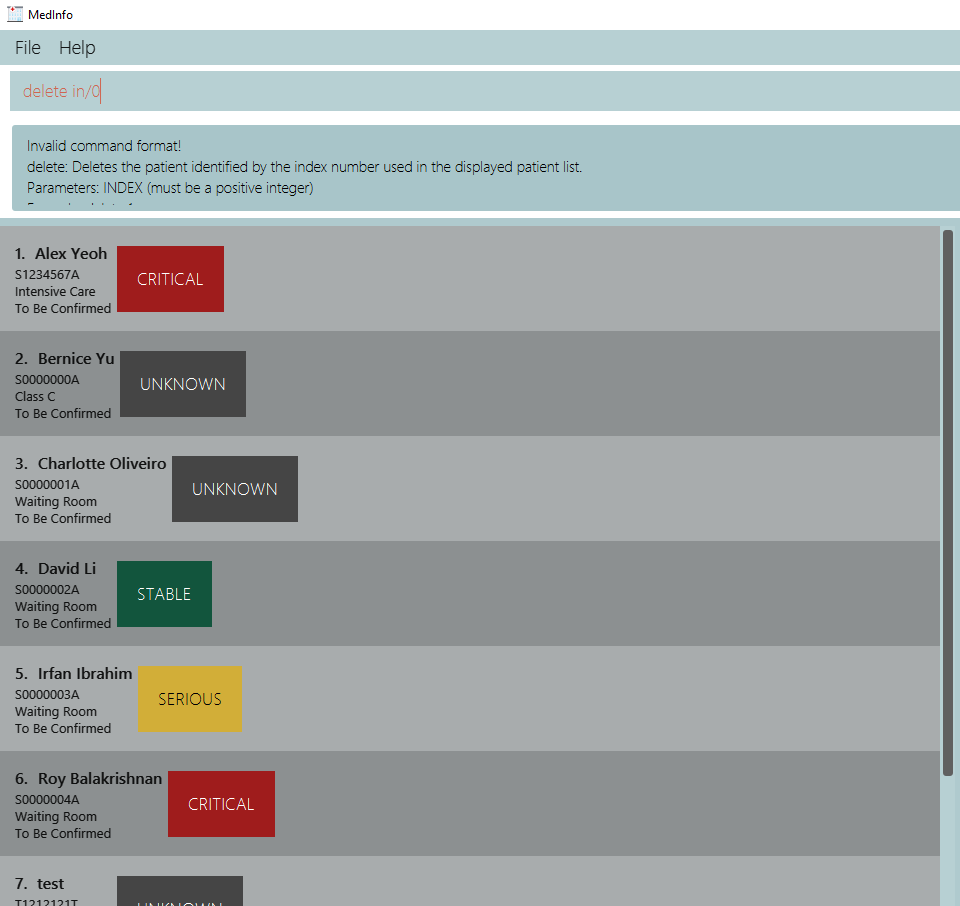 MedInfo
File Help
delete in/0
Invalid command format!
delete: Deletes the patient identified by the index number used in the displayed patient list.
Parameters: INDEX (must be a positive integer)
1. Alex Yeoh
S1234567A
Intensive Care
To Be Confirmed
CRITICAL
2. Bernice Yu
S0000000A
Class C
To Be Confirmed
UNKNOWN
3. Charlotte Oliveiro
S0000001A
Waiting Room
To Be Confirmed
UNKNOWN
4. David Li
S0000002A
Waiting Room
To Be Confirmed
STABLE
5. Irfan Ibrahim
S0000003A
Waiting Room
To Be Confirmed
SERIOUS
6. Roy Balakrishnan
S0000004A
Waiting Room
To Be Confirmed
CRITICAL
7. test
T1212121T
UNKNOWN